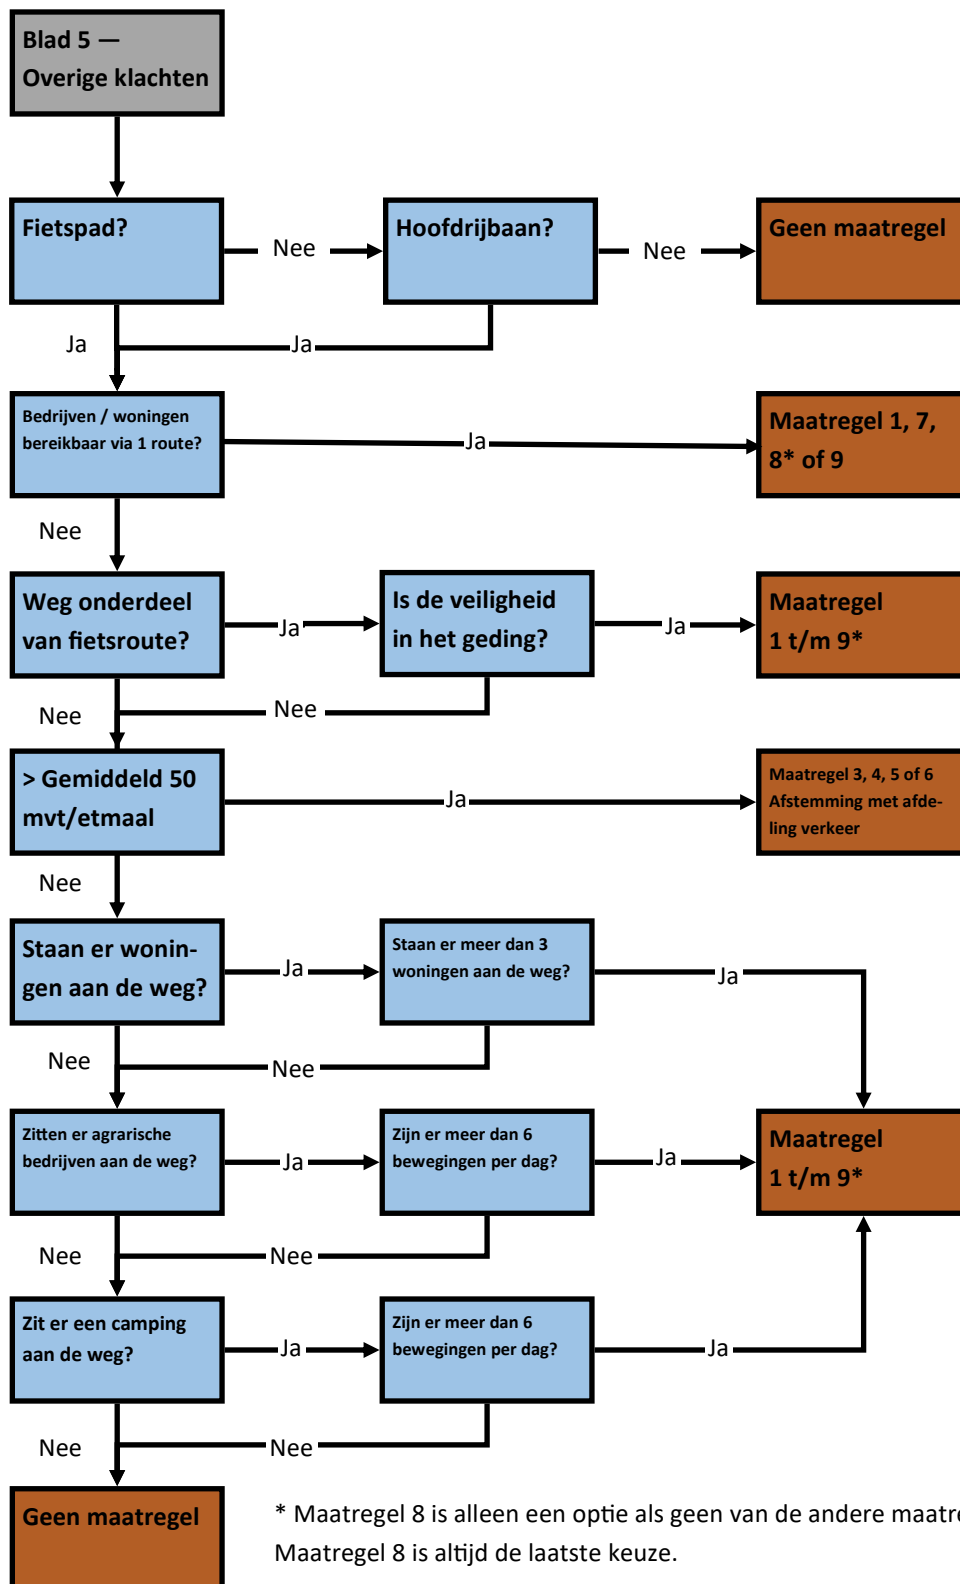 Blad 5 —
Overige klachten
Fietspad?
Nee
Hoofdrijbaan?
Nee
Geen maatregel
Ja
Ja
Bedrijven / woningen
bereikbaar via 1 route?
Ja
Maatregel 1, 7,
8* of 9
Nee
Weg onderdeel
van fietsroute?
Ja
Is de veiligheid
in het geding?
Ja
Maatregel
1 t/m 9*
Nee
Nee
> Gemiddeld 50
mvt/etmaal
Ja
Maatregel 3, 4, 5 of 6
Afstemming met afde-
ling verkeer
Nee
Staan er wonin-
gen aan de weg?
Ja
Staan er meer dan 3
woningen aan de weg?
Ja
Nee
Nee
Zitten er agrarische
bedrijven aan de weg?
Ja
Zijn er meer dan 6
bewegingen per dag?
Ja
Maatregel
1 t/m 9*
Nee
Nee
Zit er een camping
aan de weg?
Ja
Zijn er meer dan 6
bewegingen per dag?
Ja
Nee
Nee
Geen maatregel
* Maatregel 8 is alleen een optie als geen van de andere
Maatregel 8 is altijd de laatste keuze.